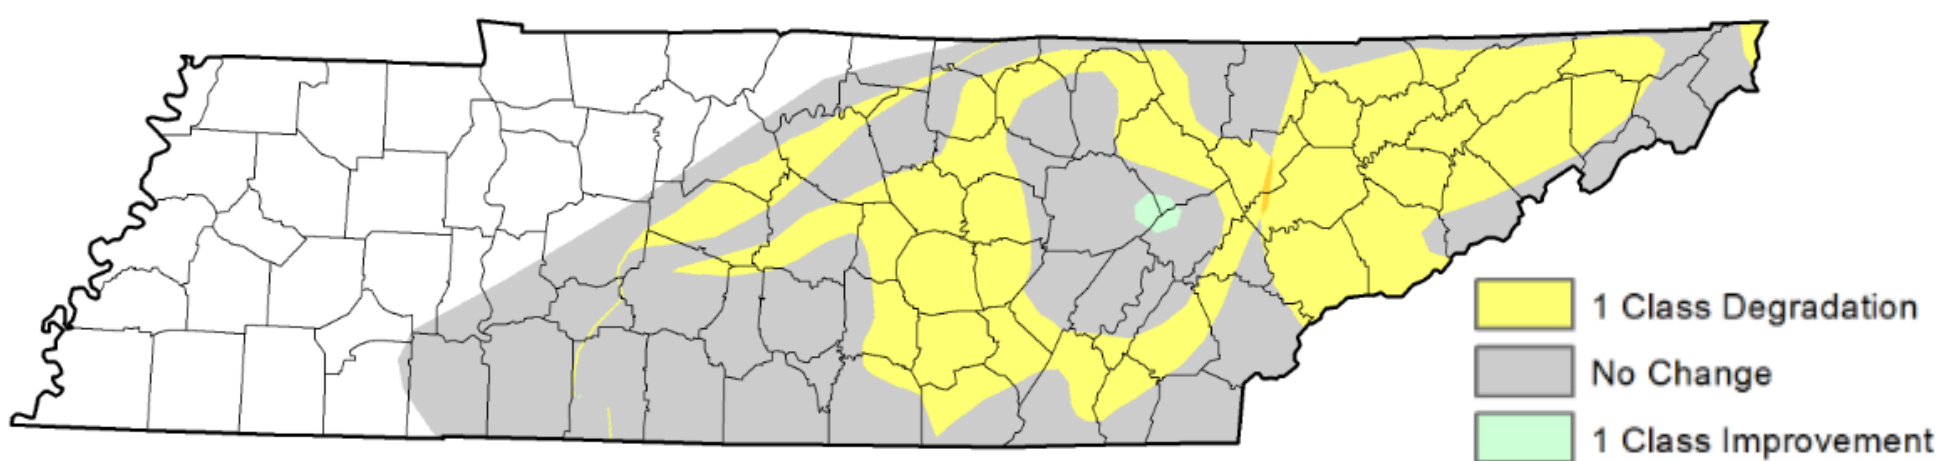 1 Class Degradation
No Change
1 Class Improvement